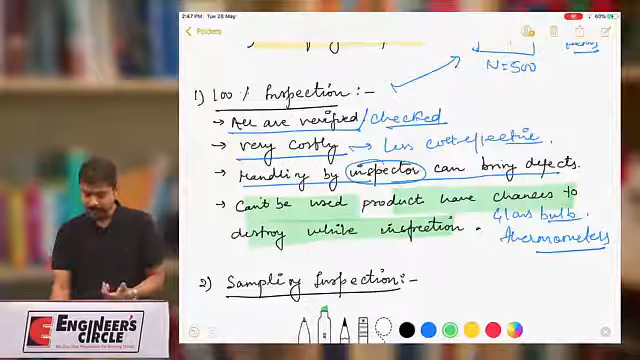 2:47 PM Tue 28 May
60%
Folders
N=500
1) 100% Inspection :-
→ All are verified / checked
→ Very Costly → Less cost-effective.
→ Handling by inspector can bring defects.
→ Can't be used product have chances to
destroy while inspection.
Glass bulb.
Thermometers
2) Sampling Inspection :-
ENGINEER'S
CIRCLE